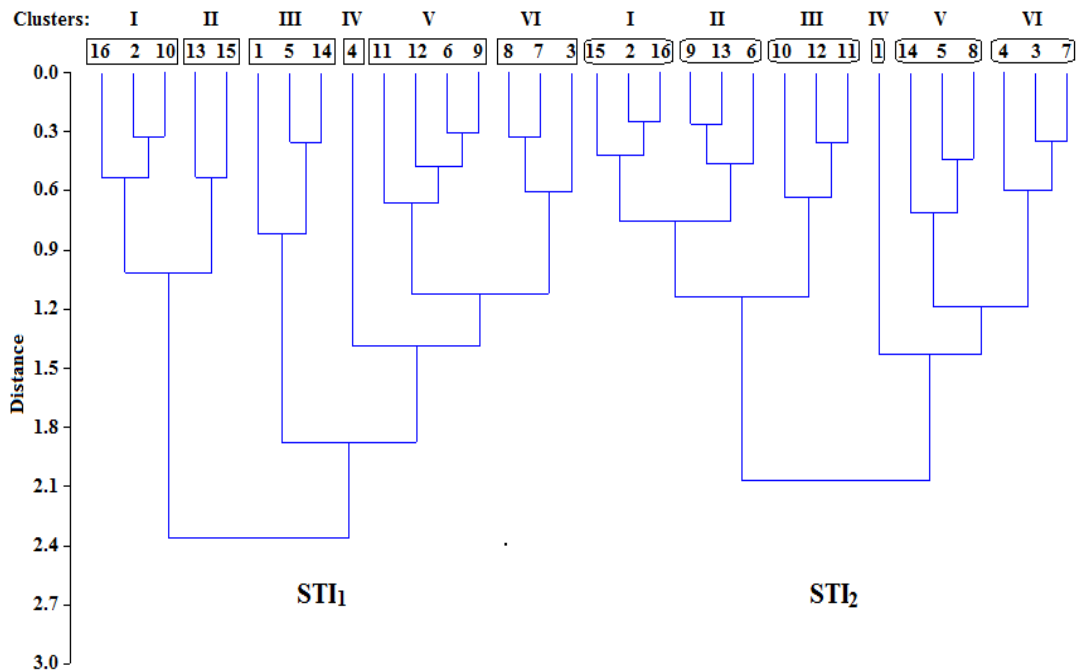 Clusters: I II III IV V VI I II III IV V VI
16 2 10 13 15 1 5 14 4 11 12 6 9 8 7 3 15 2 16 9 13 6 10 12 11 1 14 5 8 4 3 7
0.0
0.3
0.6
0.9
1.2
1.5
1.8
2.1
2.4
2.7
3.0
Distance
STI₁ STI₂